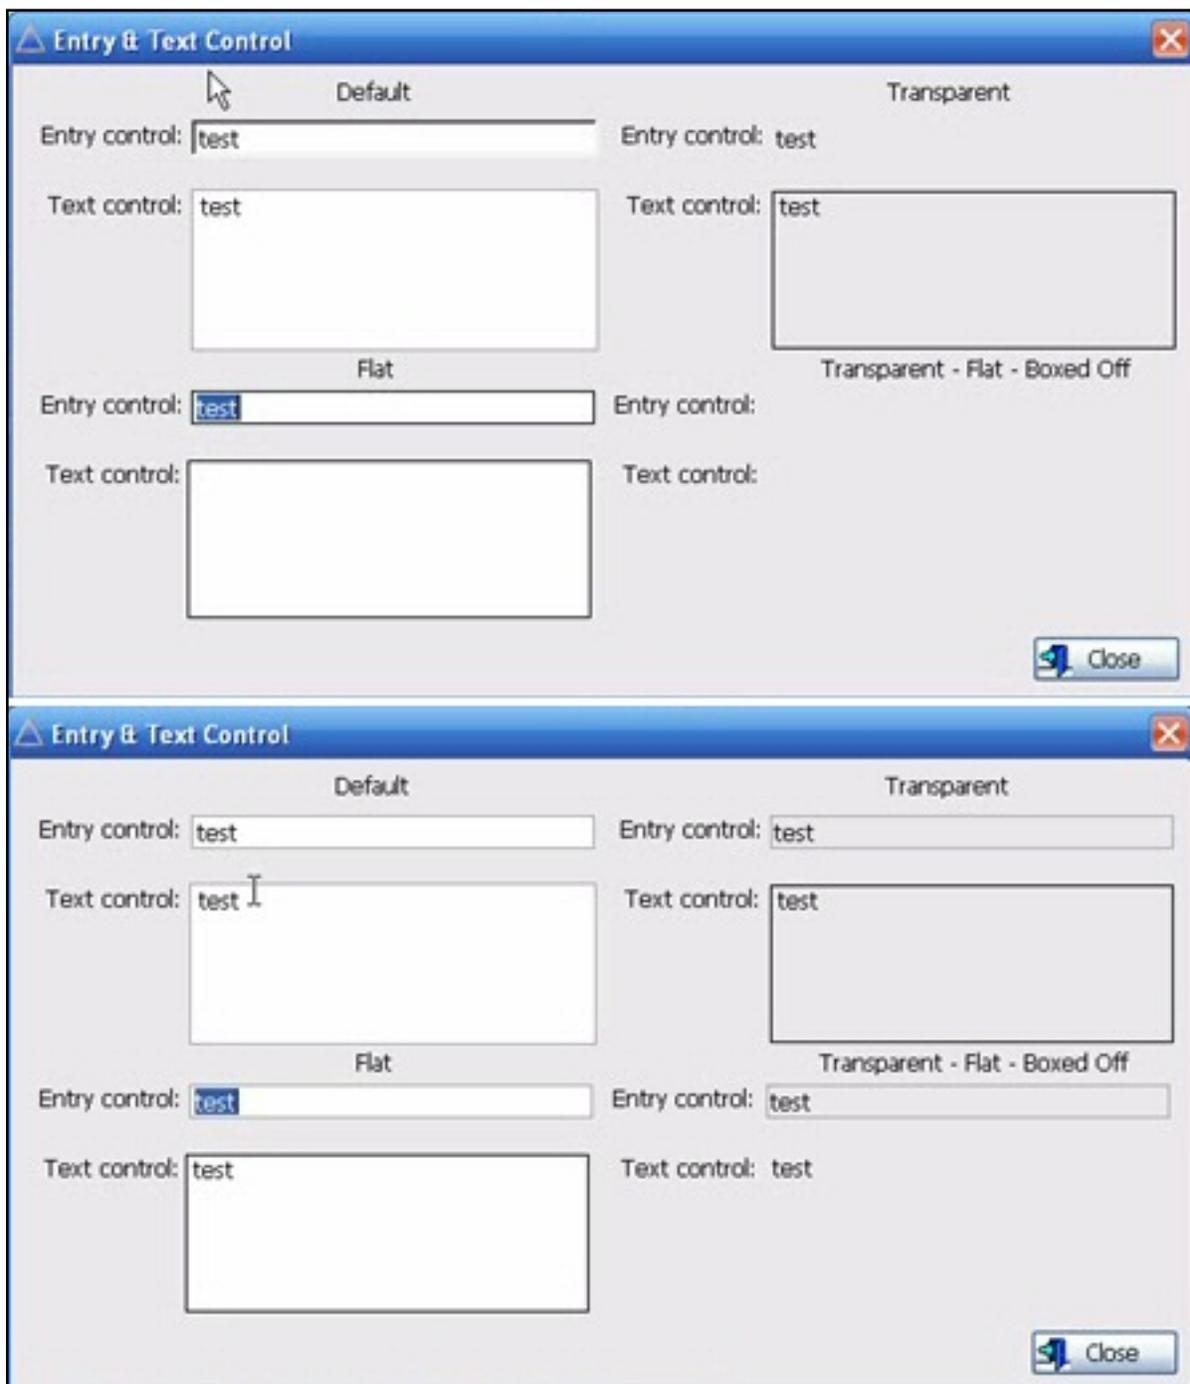 Entry & Text Control
Default Transparent
Entry control: test Entry control: test
Text control: test Text control: test
Flat Transparent - Flat - Boxed Off
Entry control: test Entry control:
Text control: Text control:
Close
Entry & Text Control
Default Transparent
Entry control: test Entry control: test
Text control: test Text control: test
Flat Transparent - Flat - Boxed Off
Entry control: test Entry control: test
Text control: test Text control: test
Close